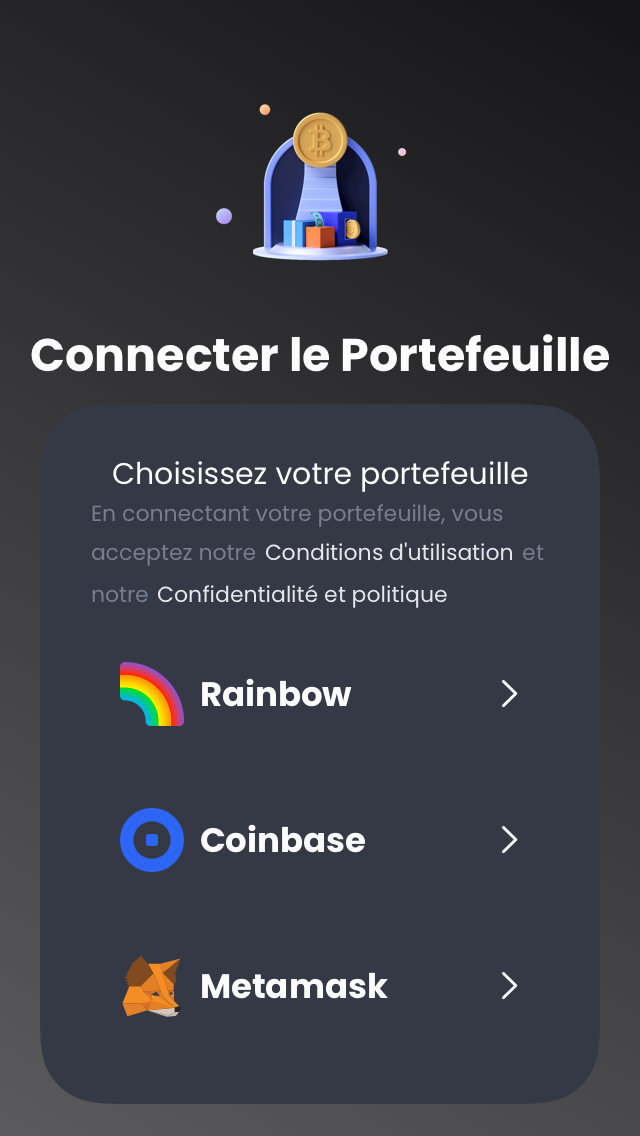 Connecter le Portefeuille
Choisissez votre portefeuille
En connectant votre portefeuille, vous
acceptez notre Conditions d'utilisation et
notre Confidentialité et politique
Rainbow
Coinbase
Metamask